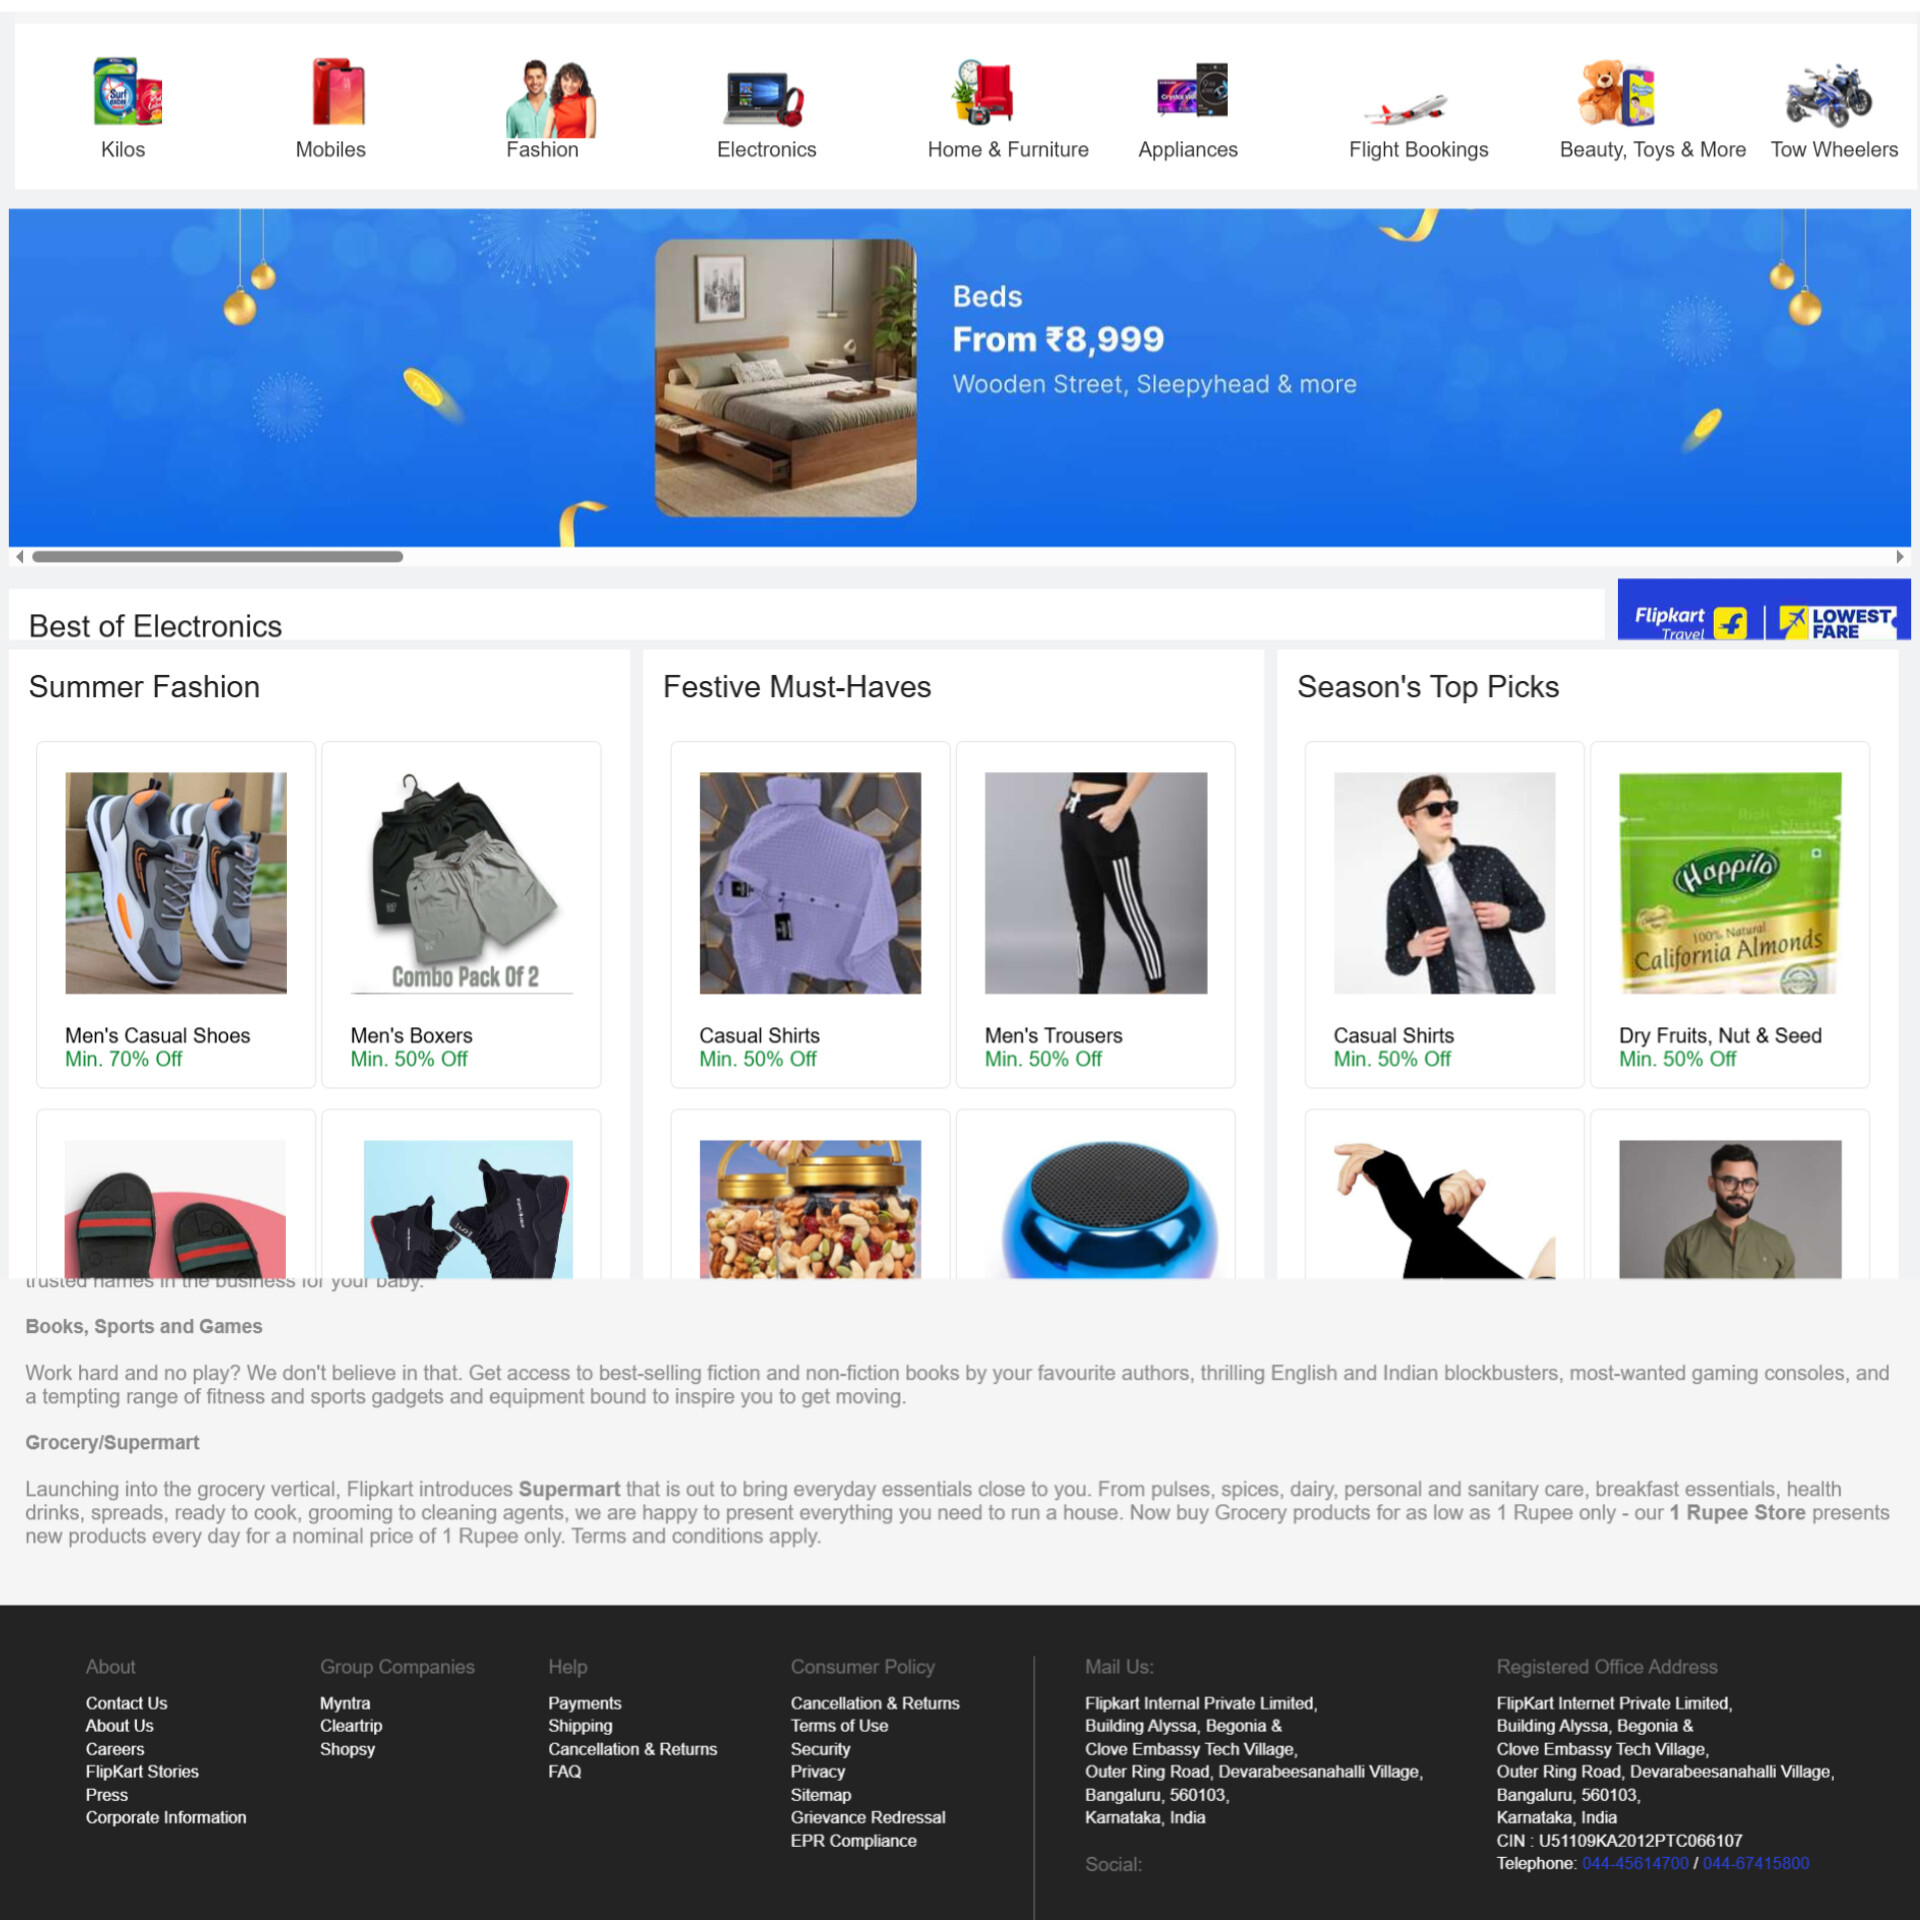 Surf excel
Kilos
Mobiles
Fashion
Electronics
Home & Furniture
Appliances
Flight Bookings
Beauty, Toys & More
Tow Wheelers
Beds
From ₹8,999
Wooden Street, Sleepyhead & more
Best of Electronics
Flipkart
Travel
LOWEST
FARE
Summer Fashion
Festive Must-Haves
Season's Top Picks
Combo Pack Of 2
Happilo
100% Natural
California Almonds
Men's Casual Shoes
Min. 70% Off
Men's Boxers
Min. 50% Off
Casual Shirts
Min. 50% Off
Men's Trousers
Min. 50% Off
Casual Shirts
Min. 50% Off
Dry Fruits, Nut & Seed
Min. 50% Off
trusted names in the business for your baby.
Books, Sports and Games
Work hard and no play? We don't believe in that. Get access to best-selling fiction and non-fiction books by your favourite authors, thrilling English and Indian blockbusters, most-wanted gaming consoles, and
a tempting range of fitness and sports gadgets and equipment bound to inspire you to get moving.
Grocery/Supermart
Launching into the grocery vertical, Flipkart introduces Supermart that is out to bring everyday essentials close to you. From pulses, spices, dairy, personal and sanitary care, breakfast essentials, health
drinks, spreads, ready to cook, grooming to cleaning agents, we are happy to present everything you need to run a house. Now buy Grocery products for as low as 1 Rupee only - our 1 Rupee Store presents
new products every day for a nominal price of 1 Rupee only. Terms and conditions apply.
About
Contact Us
About Us
Careers
FlipKart Stories
Press
Corporate Information
Group Companies
Myntra
Cleartrip
Shopsy
Help
Payments
Shipping
Cancellation & Returns
FAQ
Consumer Policy
Cancellation & Returns
Terms of Use
Security
Privacy
Sitemap
Grievance Redressal
EPR Compliance
Mail Us:
Flipkart Internal Private Limited,
Building Alyssa, Begonia &
Clove Embassy Tech Village,
Outer Ring Road, Devarabeesanahalli Village,
Bangaluru, 560103,
Karnataka, India
Social:
Registered Office Address
FlipKart Internet Private Limited,
Building Alyssa, Begonia &
Clove Embassy Tech Village,
Outer Ring Road, Devarabeesanahalli Village,
Bangaluru, 560103,
Karnataka, India
CIN : U51109KA2012PTC066107
Telephone: 044-45614700 / 044-67415800